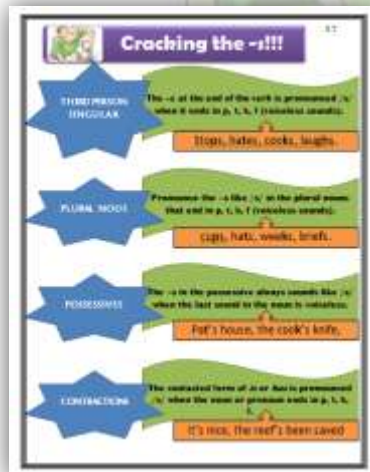 Cracking the -s!!!
THIRD PERSON
SINGULAR
The -s at the end of the verb is pronounced /s/
when it ends in p, t, k, f (voiceless sounds).
Stops, hates, cooks, laughs.
PLURAL
Pronounce the -s like /s/ in the plural nouns
that end in p, t, k, f (voiceless sounds).
cups, hats, weeks, briefs.
POSSESSIVES
The -s in the possessive always sounds like /s/
when the last sound in the noun is voiceless.
Pat's house, the cook's knife,
CONTRACTIONS
The contacted form of is or has is pronounced
/s/ when the noun or pronoun ends in p, t, k,
f.
It's nice, the reef's been saved